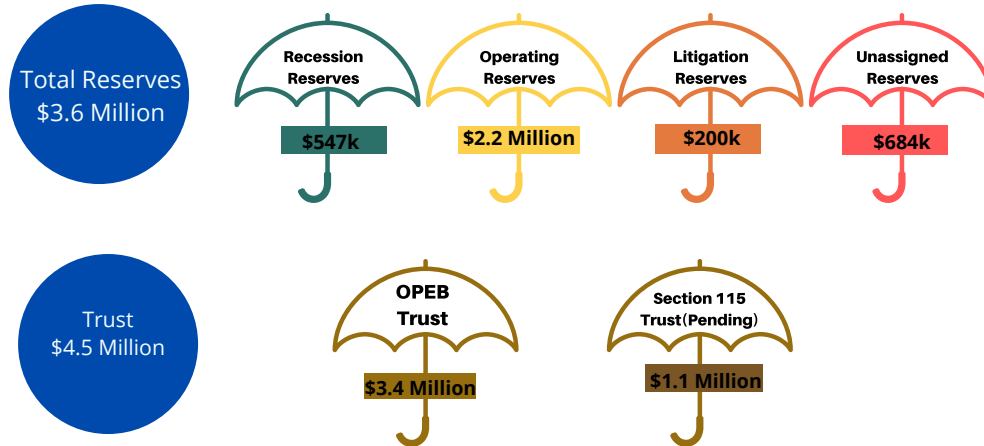 Total Reserves
$3.6 Million
Recession
Reserves
$547k
Operating
Reserves
$2.2 Million
Litigation
Reserves
$200k
Unassigned
Reserves
$684k
Trust
$4.5 Million
OPEB
Trust
$3.4 Million
Section 115
Trust(Pending)
$1.1 Million